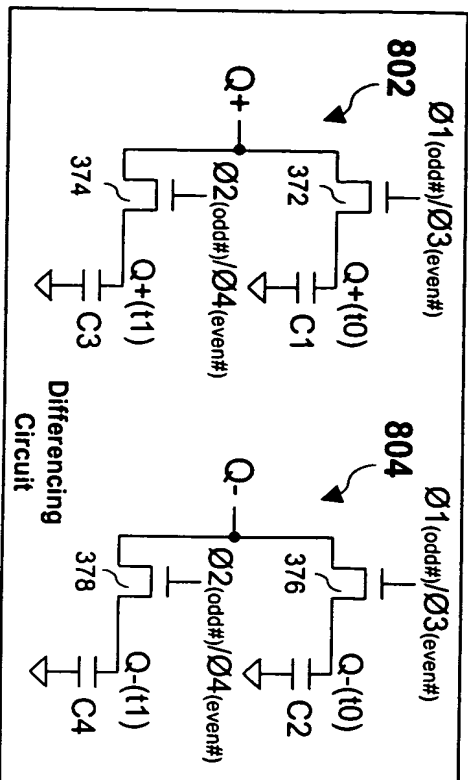 802
Ø1(odd#)/Ø3(even#)
372
Q+(t0)
C1
Q+
Ø2(odd#)/Ø4(even#)
374
Q+(t1)
C3
804
Ø1(odd#)/Ø3(even#)
376
Q-(t0)
C2
Q-
Ø2(odd#)/Ø4(even#)
378
Q-(t1)
C4
Differencing
Circuit